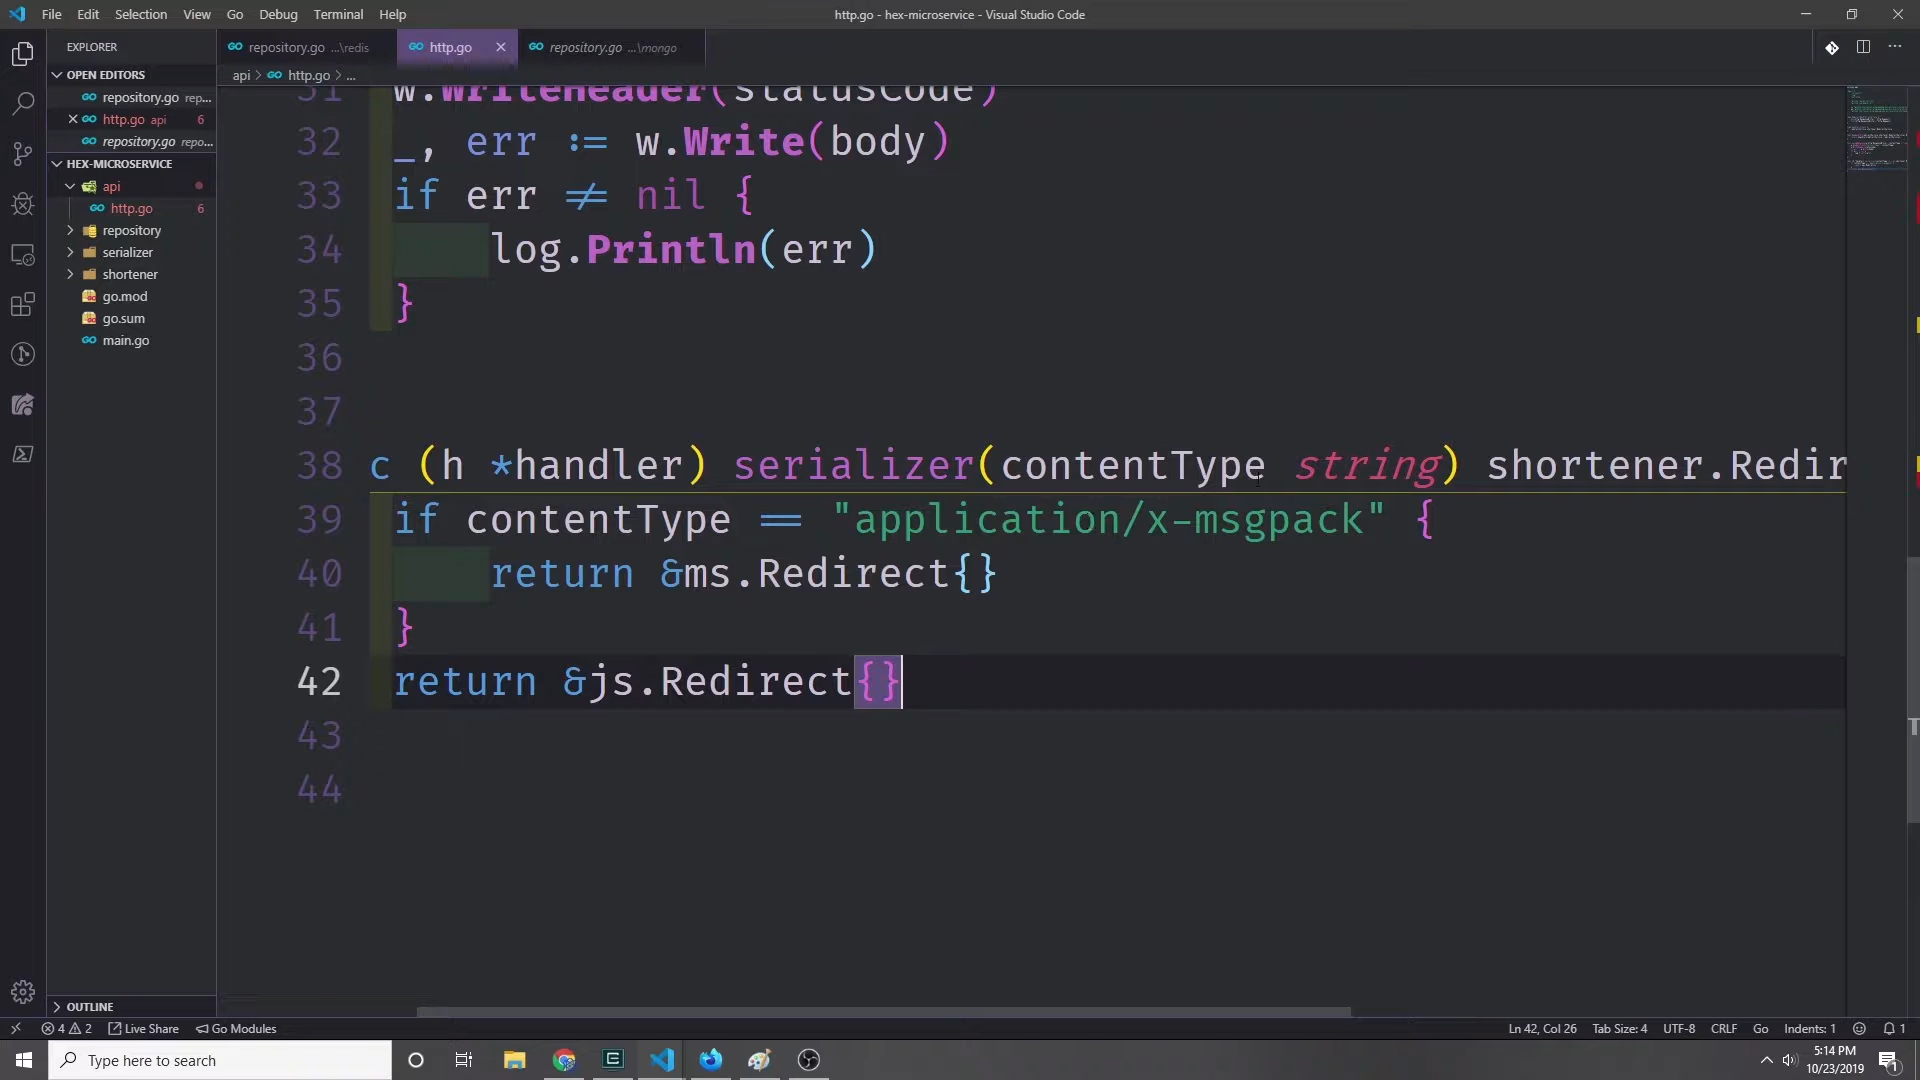 File Edit Selection View Go Debug Terminal Help
http.go - hex-microservice - Visual Studio Code
EXPLORER
repository.go ...\redis
http.go
repository.go ...\mongo
OPEN EDITORS
api > http.go > ...
repository.go rep...
http.go api 6
repository.go repo...
HEX-MICROSERVICE
api
http.go 6
repository
serializer
shortener
go.mod
go.sum
main.go
31 w.WriteHeader(statusCode)
32 _, err := w.Write(body)
33 if err != nil {
34 log.Println(err)
35 }
36
37
38 c (h *handler) serializer(contentType string) shortener.Redir
39 if contentType == "application/x-msgpack" {
40 return &ms.Redirect{}
41 }
42 return &js.Redirect{}
43
44
OUTLINE
4 2 Live Share Go Modules
Ln 42, Col 26 Tab Size: 4 UTF-8 CRLF Go Indents: 1 1
Type here to search
5:14 PM
10/23/2019
1